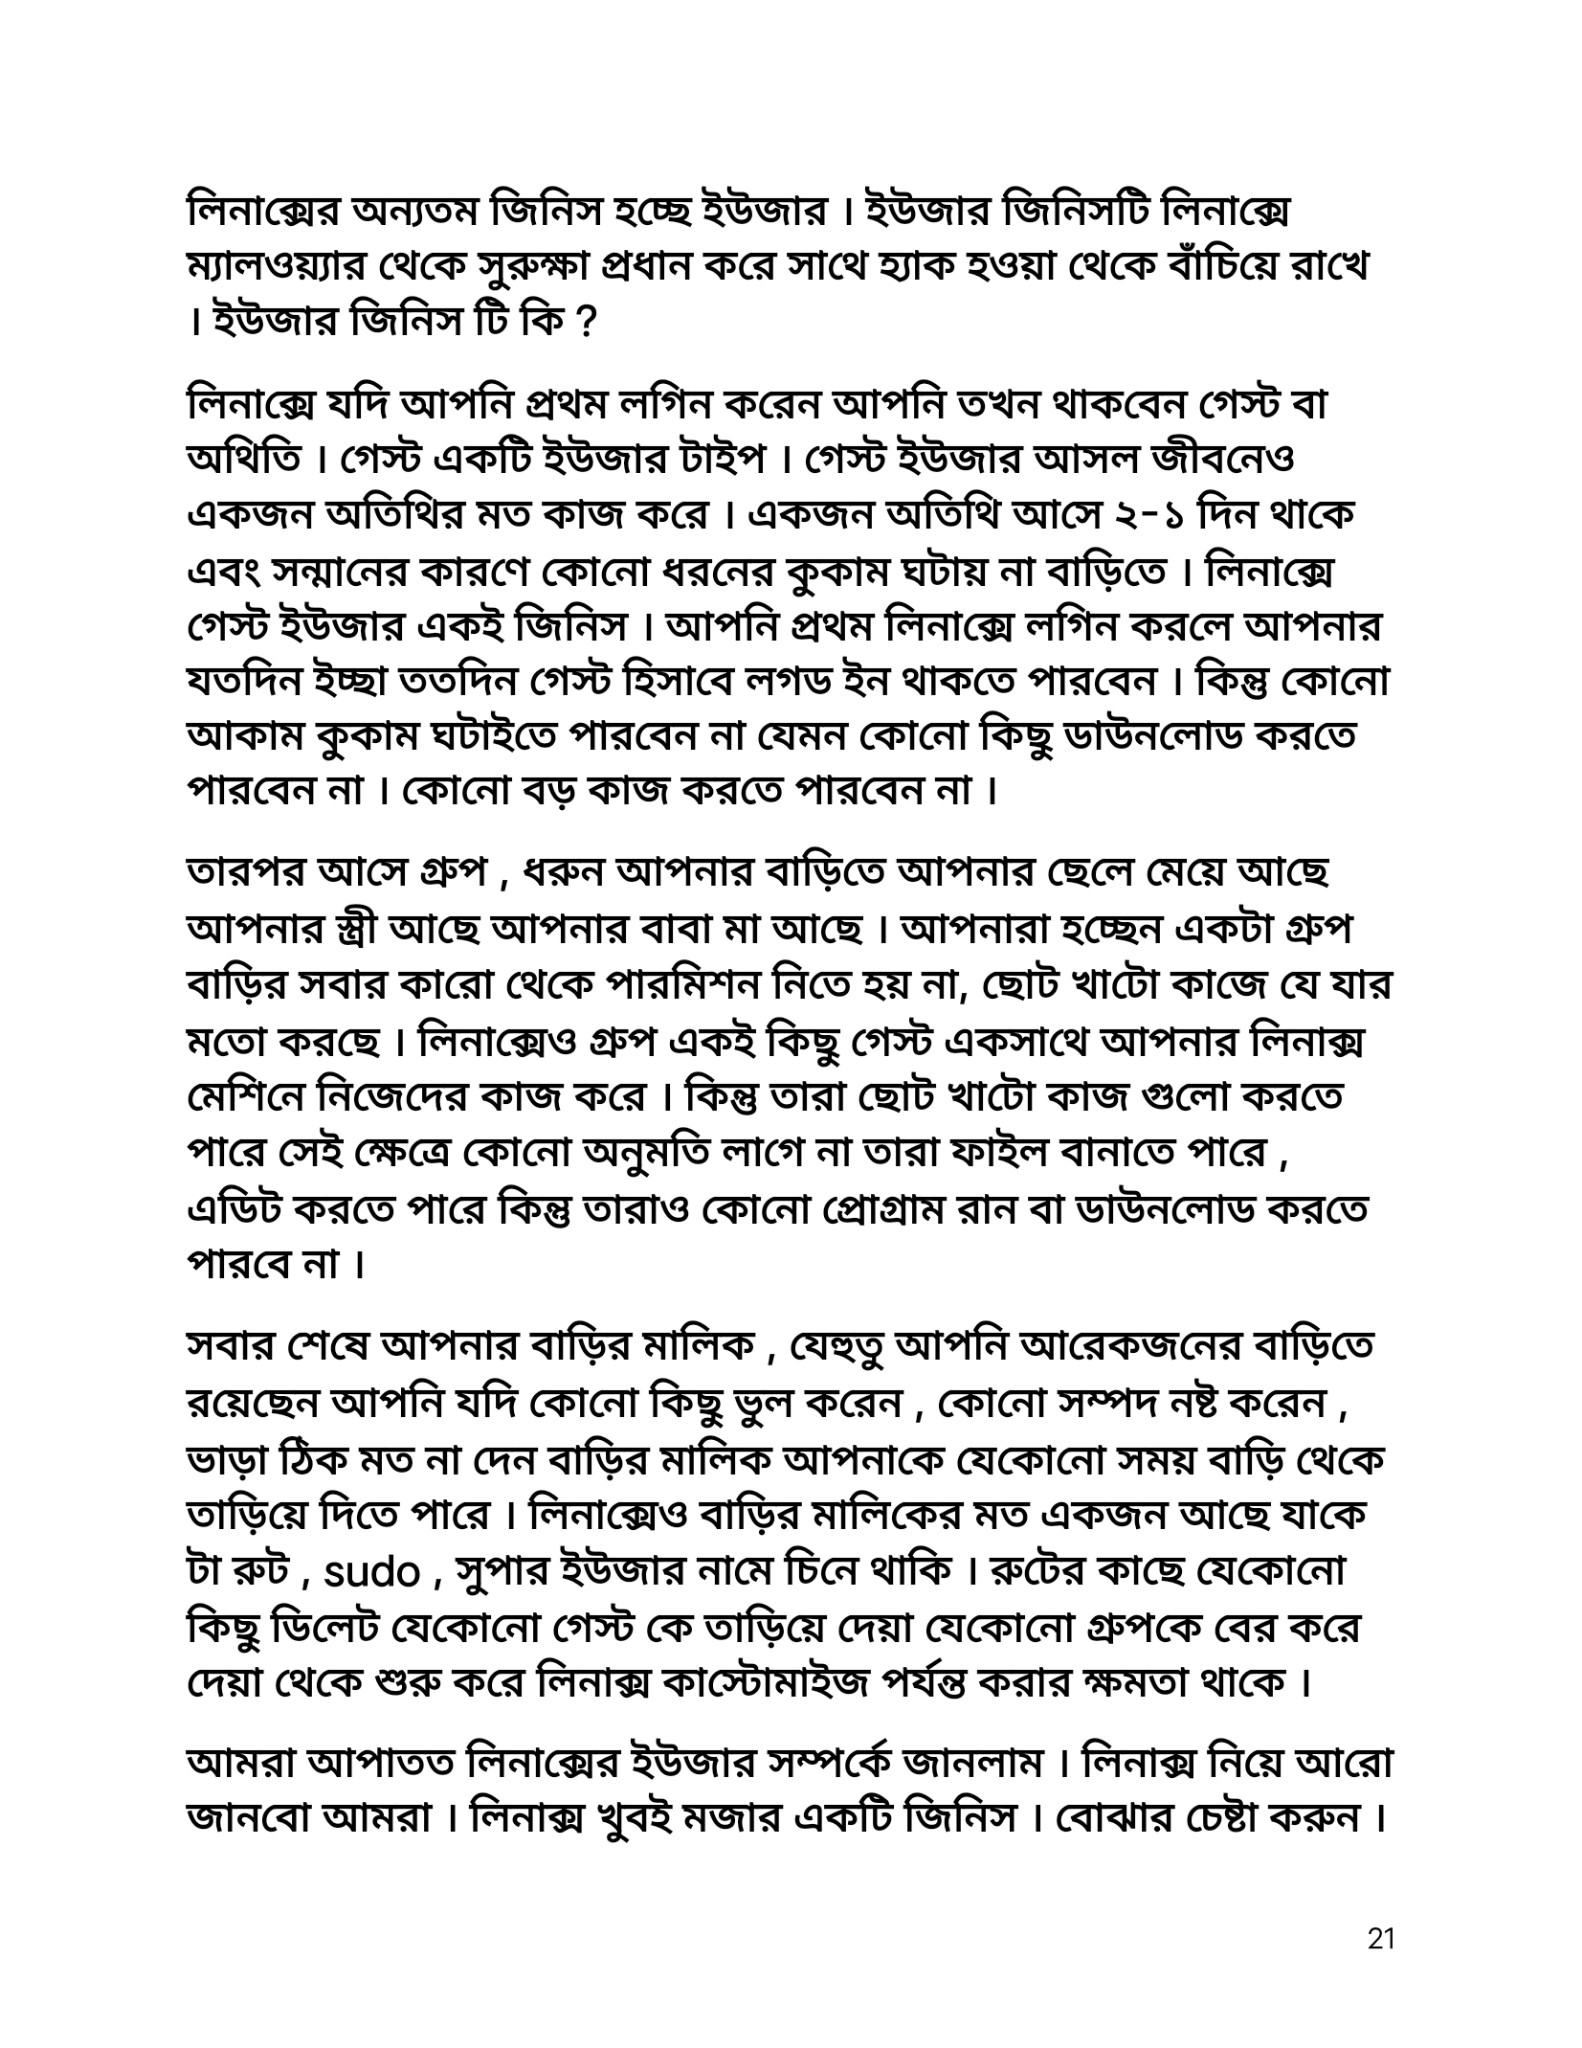 লিনাক্সের অন্যতম জিনিস হচ্ছে ইউজার । ইউজার জিনিসটি লিনাক্সে
ম্যালওয়্যার থেকে সুরুক্ষা প্রধান করে সাথে হ্যাক হওয়া থেকে বাঁচিয়ে রাখে
। ইউজার জিনিস টি কি ?
লিনাক্সে যদি আপনি প্রথম লগিন করেন আপনি তখন থাকবেন গেস্ট বা
অথিতি । গেস্ট একটি ইউজার টাইপ । গেস্ট ইউজার আসল জীবনেও
একজন অতিথির মত কাজ করে । একজন অতিথি আসে ২-১ দিন থাকে
এবং সন্মানের কারণে কোনো ধরনের কুকাম ঘটায় না বাড়িতে । লিনাক্সে
গেস্ট ইউজার একই জিনিস । আপনি প্রথম লিনাক্সে লগিন করলে আপনার
যতদিন ইচ্ছা ততদিন গেস্ট হিসাবে লগড ইন থাকতে পারবেন । কিন্তু কোনো
আকাম কুকাম ঘটাইতে পারবেন না যেমন কোনো কিছু ডাউনলোড করতে
পারবেন না । কোনো বড় কাজ করতে পারবেন না ।
তারপর আসে গ্রুপ , ধরুন আপনার বাড়িতে আপনার ছেলে মেয়ে আছে
আপনার স্ত্রী আছে আপনার বাবা মা আছে । আপনারা হচ্ছেন একটা গ্রুপ
বাড়ির সবার কারো থেকে পারমিশন নিতে হয় না, ছোট খাটো কাজে যে যার
মতো করছে । লিনাক্সেও গ্রুপ একই কিছু গেস্ট একসাথে আপনার লিনাক্স
মেশিনে নিজেদের কাজ করে । কিন্তু তারা ছোট খাটো কাজ গুলো করতে
পারে সেই ক্ষেত্রে কোনো অনুমতি লাগে না তারা ফাইল বানাতে পারে ,
এডিট করতে পারে কিন্তু তারাও কোনো প্রোগ্রাম রান বা ডাউনলোড করতে
পারবে না ।
সবার শেষে আপনার বাড়ির মালিক , যেহুতু আপনি আরেকজনের বাড়িতে
রয়েছেন আপনি যদি কোনো কিছু ভুল করেন , কোনো সম্পদ নষ্ট করেন ,
ভাড়া ঠিক মত না দেন বাড়ির মালিক আপনাকে যেকোনো সময় বাড়ি থেকে
তাড়িয়ে দিতে পারে । লিনাক্সেও বাড়ির মালিকের মত একজন আছে যাকে
টা রুট , sudo , সুপার ইউজার নামে চিনে থাকি । রুটের কাছে যেকোনো
কিছু ডিলেট যেকোনো গেস্ট কে তাড়িয়ে দেয়া যেকোনো গ্রুপকে বের করে
দেয়া থেকে শুরু করে লিনাক্স কাস্টোমাইজ পর্যন্ত করার ক্ষমতা থাকে ।
আমরা আপাতত লিনাক্সের ইউজার সম্পর্কে জানলাম । লিনাক্স নিয়ে আরো
জানবো আমরা । লিনাক্স খুবই মজার একটি জিনিস । বোঝার চেষ্টা করুন ।
21